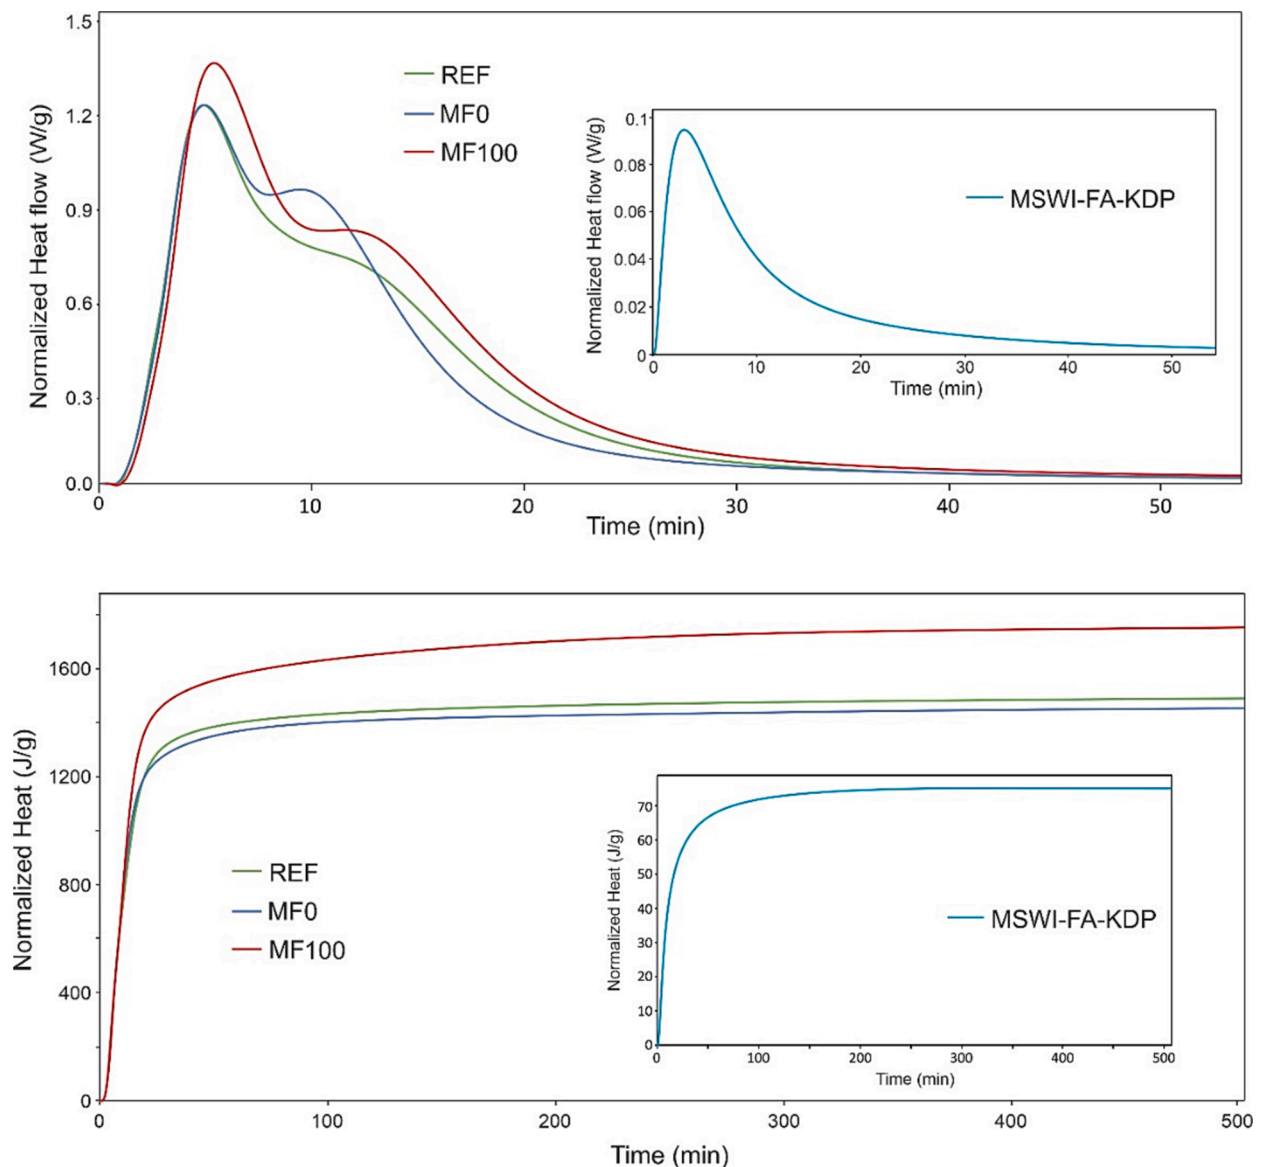 1.5
1.2
0.9
0.6
0.3
0.0
Normalized Heat flow (W/g)
REF
MF0
MF100
0.1
0.08
0.06
0.04
0.02
0
Normalized Heat flow (W/g)
MSWI-FA-KDP
0 10 20 30 40 50
Time (min)
0 10 20 30 40 50
Time (min)
1600
1200
800
400
0
Normalized Heat (J/g)
REF
MF0
MF100
70
60
50
40
30
20
10
0
Normalized Heat (J/g)
MSWI-FA-KDP
0 100 200 300 400 500
Time (min)
0 100 200 300 400 500
Time (min)